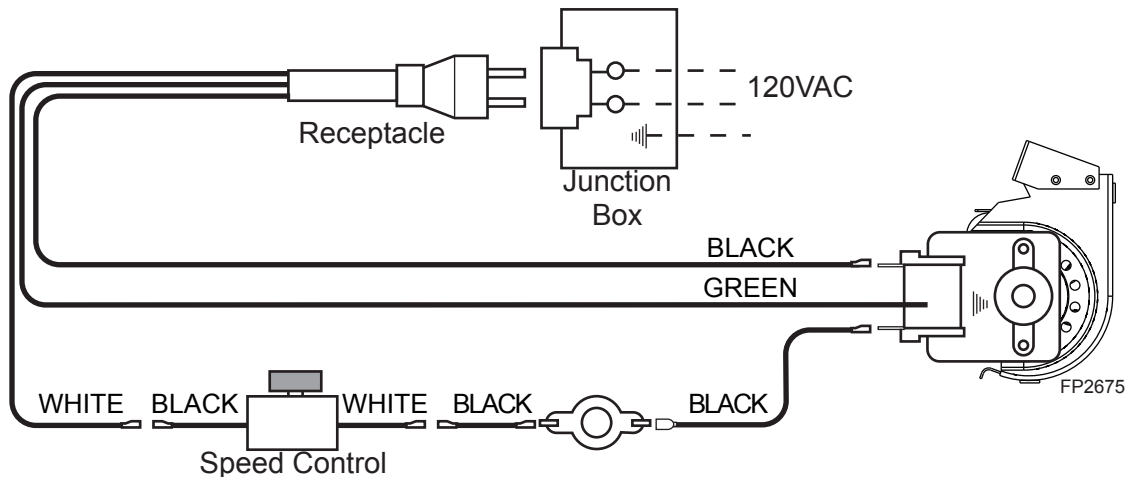 120VAC
Receptacle
Junction
Box
BLACK
GREEN
FP2675
WHITE BLACK WHITE BLACK BLACK
Speed Control